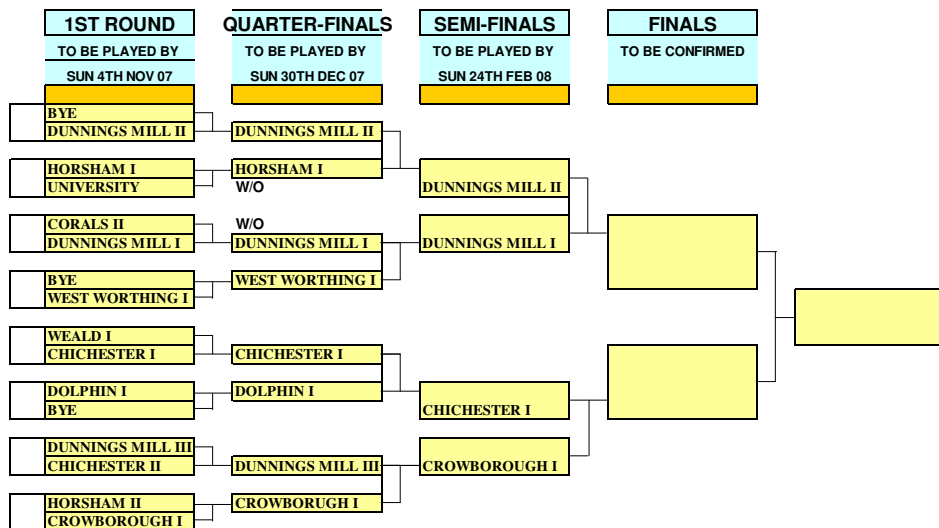 1ST ROUND
TO BE PLAYED BY
SUN 4TH NOV 07
QUARTER-FINALS
TO BE PLAYED BY
SUN 30TH DEC 07
SEMI-FINALS
TO BE PLAYED BY
SUN 24TH FEB 08
FINALS
TO BE CONFIRMED
BYE
DUNNINGS MILL II
HORSHAM I
UNIVERSITY
CORALS II
DUNNINGS MILL I
BYE
WEST WORTHING I
WEALD I
CHICHESTER I
DOLPHIN I
BYE
DUNNINGS MILL III
CHICHESTER II
HORSHAM II
CROWBOROUGH I
DUNNINGS MILL II
HORSHAM I
W/O
W/O
DUNNINGS MILL I
WEST WORTHING I
CHICHESTER I
DOLPHIN I
DUNNINGS MILL III
CROWBORUGH I
DUNNINGS MILL II
DUNNINGS MILL I
CHICHESTER I
CROWBOROUGH I